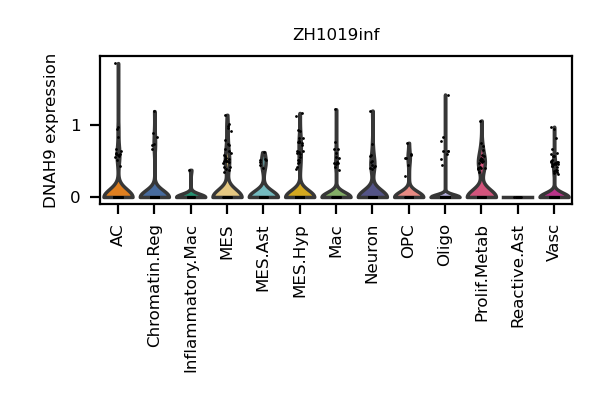 ZH1019inf
DNAH9 expression
1
0
AC
Chromatin.Reg
Inflammatory.Mac
MES
MES.Ast
MES.Hyp
Mac
Neuron
OPC
Oligo
Prolif.Metab
Reactive.Ast
Vasc